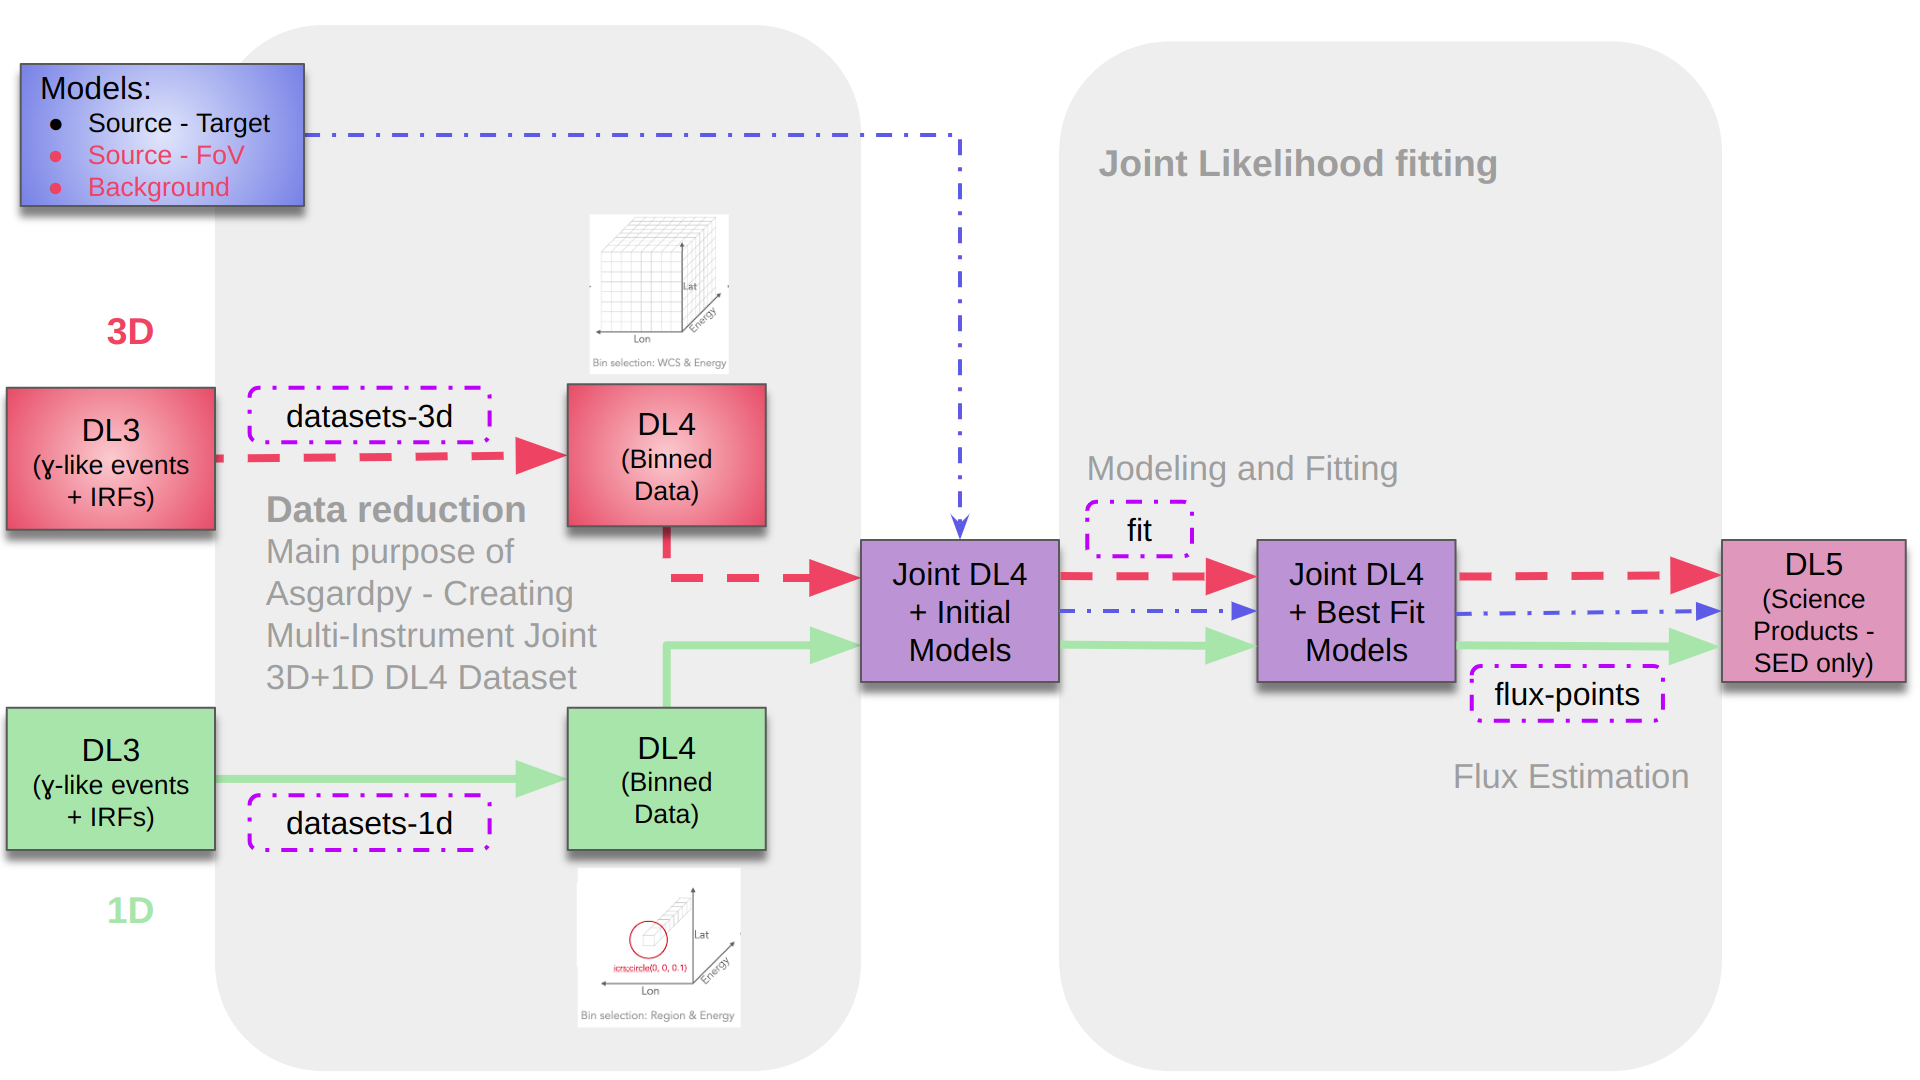 Models:
● Source - Target
● Source - FoV
● Background
3D
DL3
(ɣ-like events
+ IRFs)
datasets-3d
Lat
Energy
Lon
Bin selection: WCS & Energy
DL4
(Binned
Data)
Data reduction
Main purpose of
Asgardpy - Creating
Multi-Instrument Joint
3D+1D DL4 Dataset
DL3
(ɣ-like events
+ IRFs)
datasets-1d
1D
DL4
(Binned
Data)
Lat
Energy
icrs;circle(0, 0, 0.1)
Lon
Bin selection: Region & Energy
Joint DL4
+ Initial
Models
Joint Likelihood fitting
Modeling and Fitting
fit
Joint DL4
+ Best Fit
Models
flux-points
Flux Estimation
DL5
(Science
Products -
SED only)